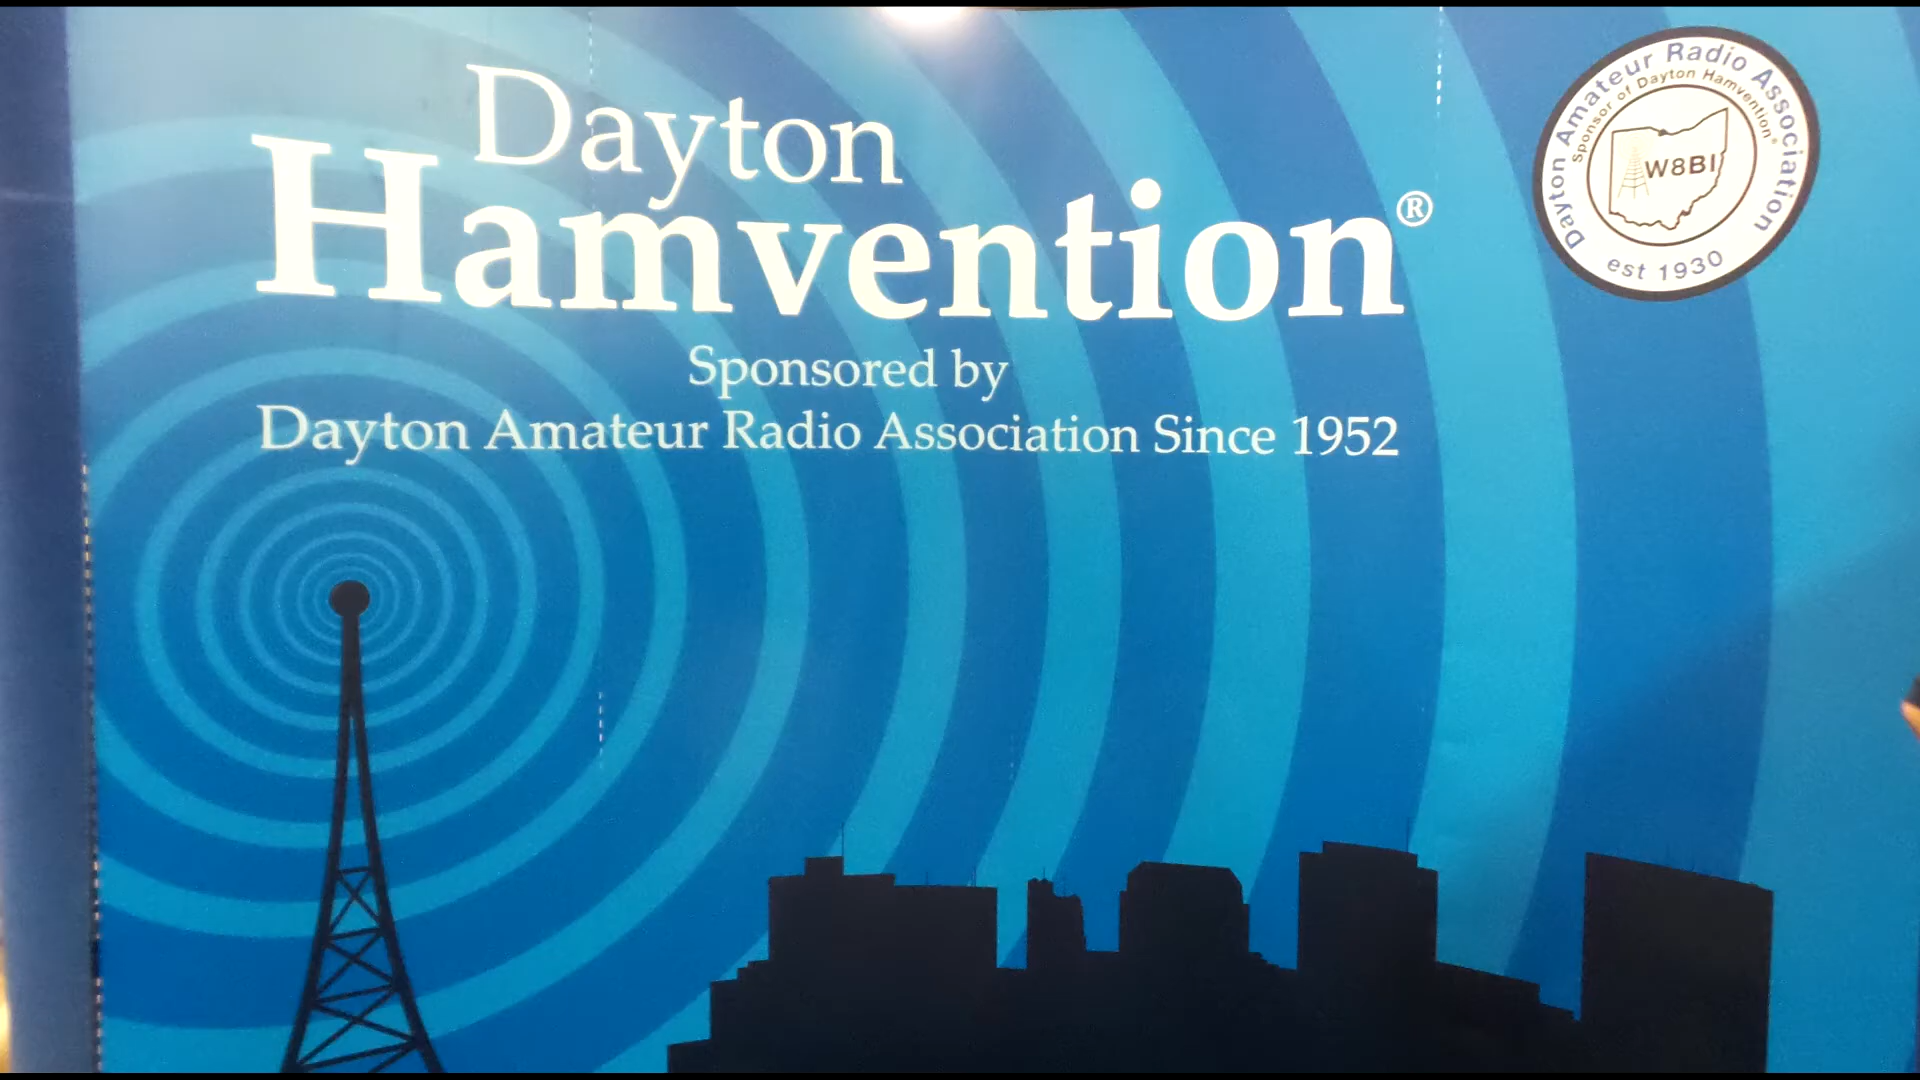 Dayton
Hamvention®
Sponsored by
Dayton Amateur Radio Association Since 1952
Dayton Amateur Radio Association
Sponsor of Dayton Hamvention®
W8BI
est 1930